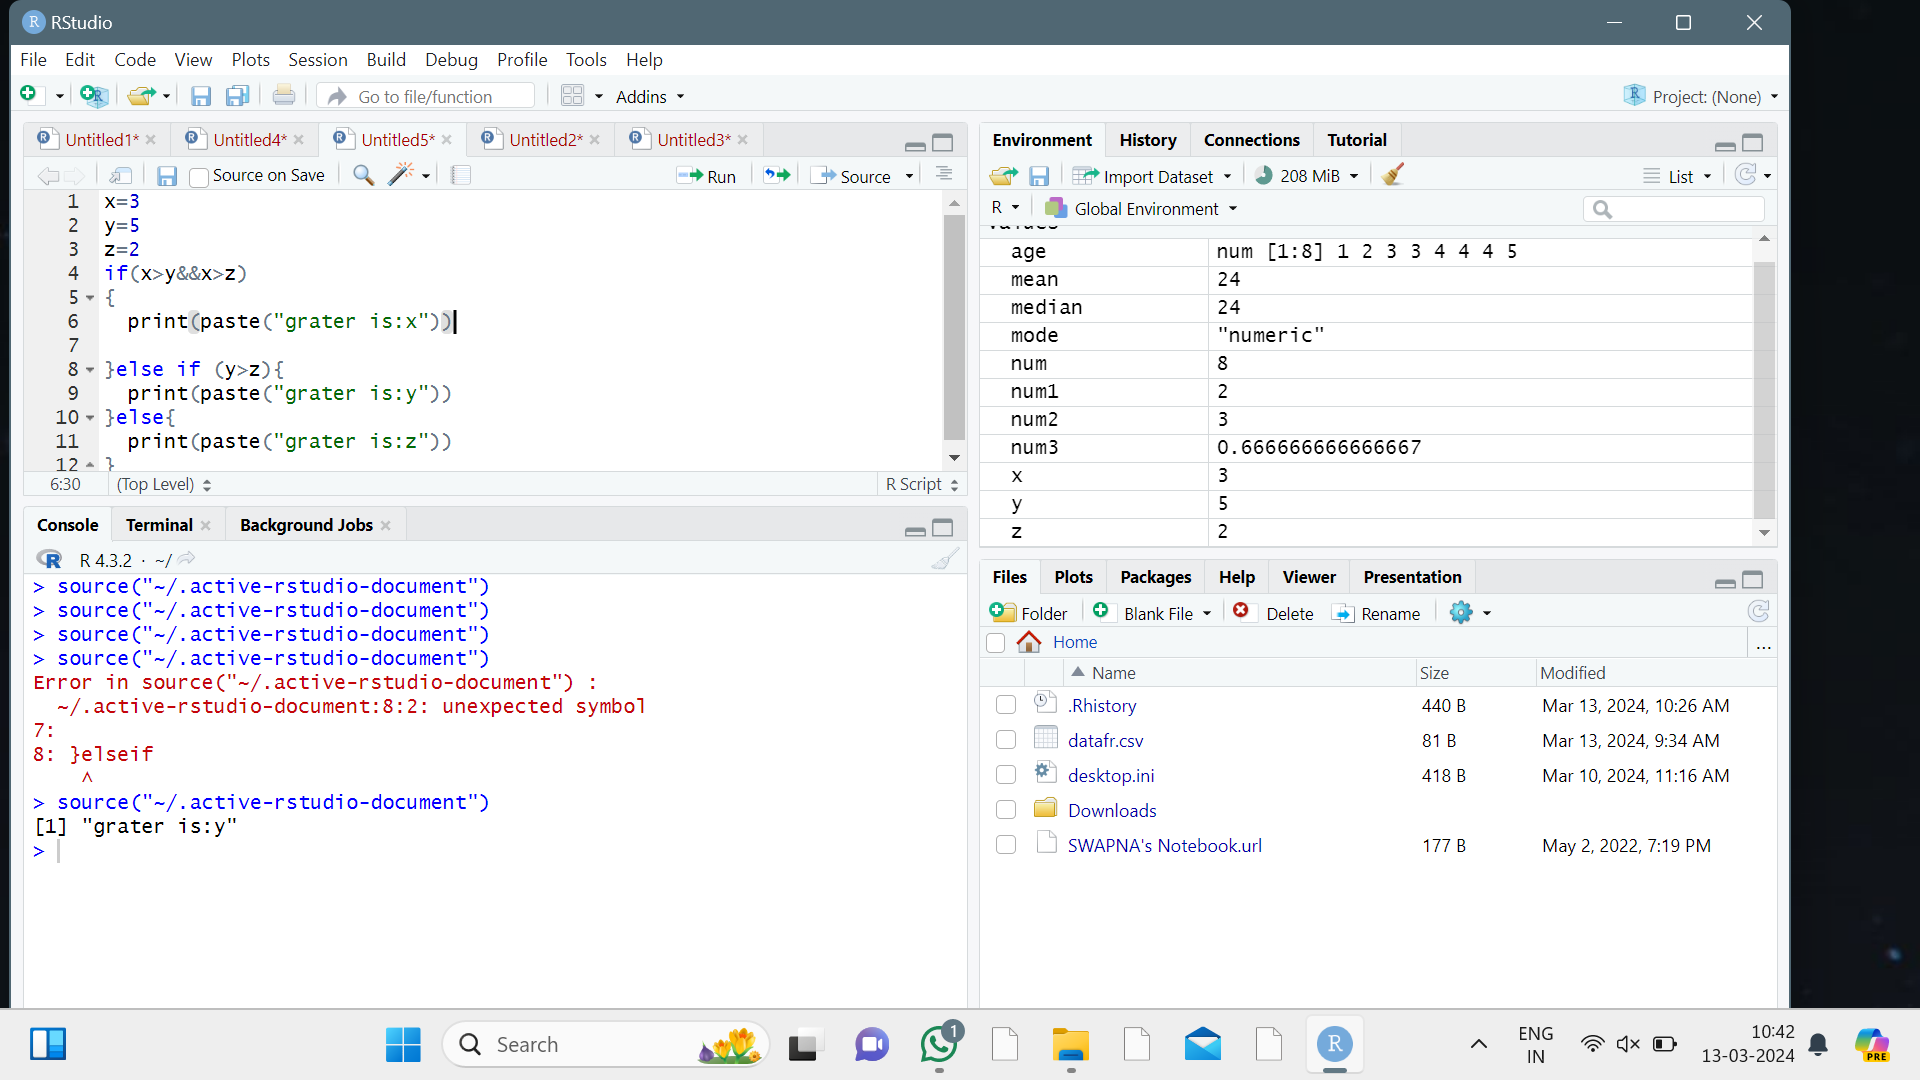 RStudio
File Edit Code View Plots Session Build Debug Profile Tools Help
Go to file/function Addins Project: (None)
Untitled1* Untitled4* Untitled5* Untitled2* Untitled3*
Source on Save Run Source
1 x=3
2 y=5
3 z=2
4 if(x>y&&x>z)
5 {
6 print(paste("grater is:x"))
7
8 }else if (y>z){
9 print(paste("grater is:y"))
10 }else{
11 print(paste("grater is:z"))
12 }
6:30 (Top Level) R Script
Console Terminal Background Jobs
R 4.3.2 · ~/
> source("~/.active-rstudio-document")
> source("~/.active-rstudio-document")
> source("~/.active-rstudio-document")
> source("~/.active-rstudio-document")
Error in source("~/.active-rstudio-document") :
~/.active-rstudio-document:8:2: unexpected symbol
7:
8: }elseif
^
> source("~/.active-rstudio-document")
[1] "grater is:y"
>
Environment History Connections Tutorial
Import Dataset 208 MiB List
R Global Environment
values
age num [1:8] 1 2 3 3 4 4 4 5
mean 24
median 24
mode "numeric"
num 8
num1 2
num2 3
num3 0.666666666666667
x 3
y 5
z 2
Files Plots Packages Help Viewer Presentation
Folder Blank File Delete Rename
Home ...
Name Size Modified
.Rhistory 440 B Mar 13, 2024, 10:26 AM
datafr.csv 81 B Mar 13, 2024, 9:34 AM
desktop.ini 418 B Mar 10, 2024, 11:16 AM
Downloads
SWAPNA's Notebook.url 177 B May 2, 2022, 7:19 PM
Search 1 R ENG 10:42
IN 13-03-2024 PRE